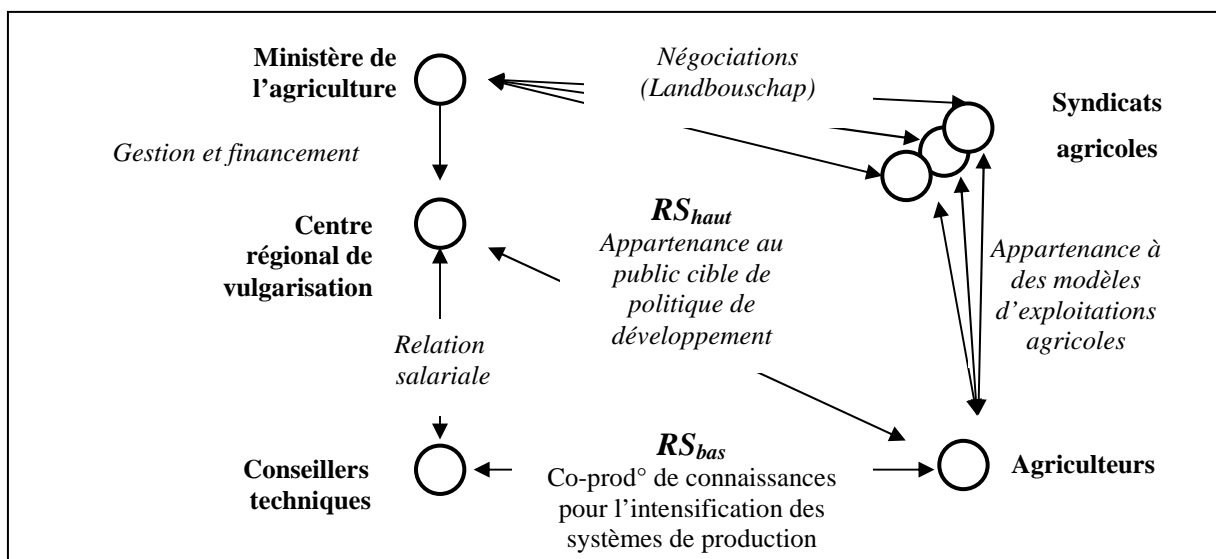 Ministère de
l’agriculture
Négociations
(Landbouschap)
Syndicats
agricoles
Gestion et financement
Centre
régional de
vulgarisation
RShaut
Appartenance au
public cible de
politique de
développement
Appartenance à
des modèles
d’exploitations
agricoles
Relation
salariale
Conseillers
techniques
RSbas
Co-prod° de connaissances
pour l’intensification des
systèmes de production
Agriculteurs